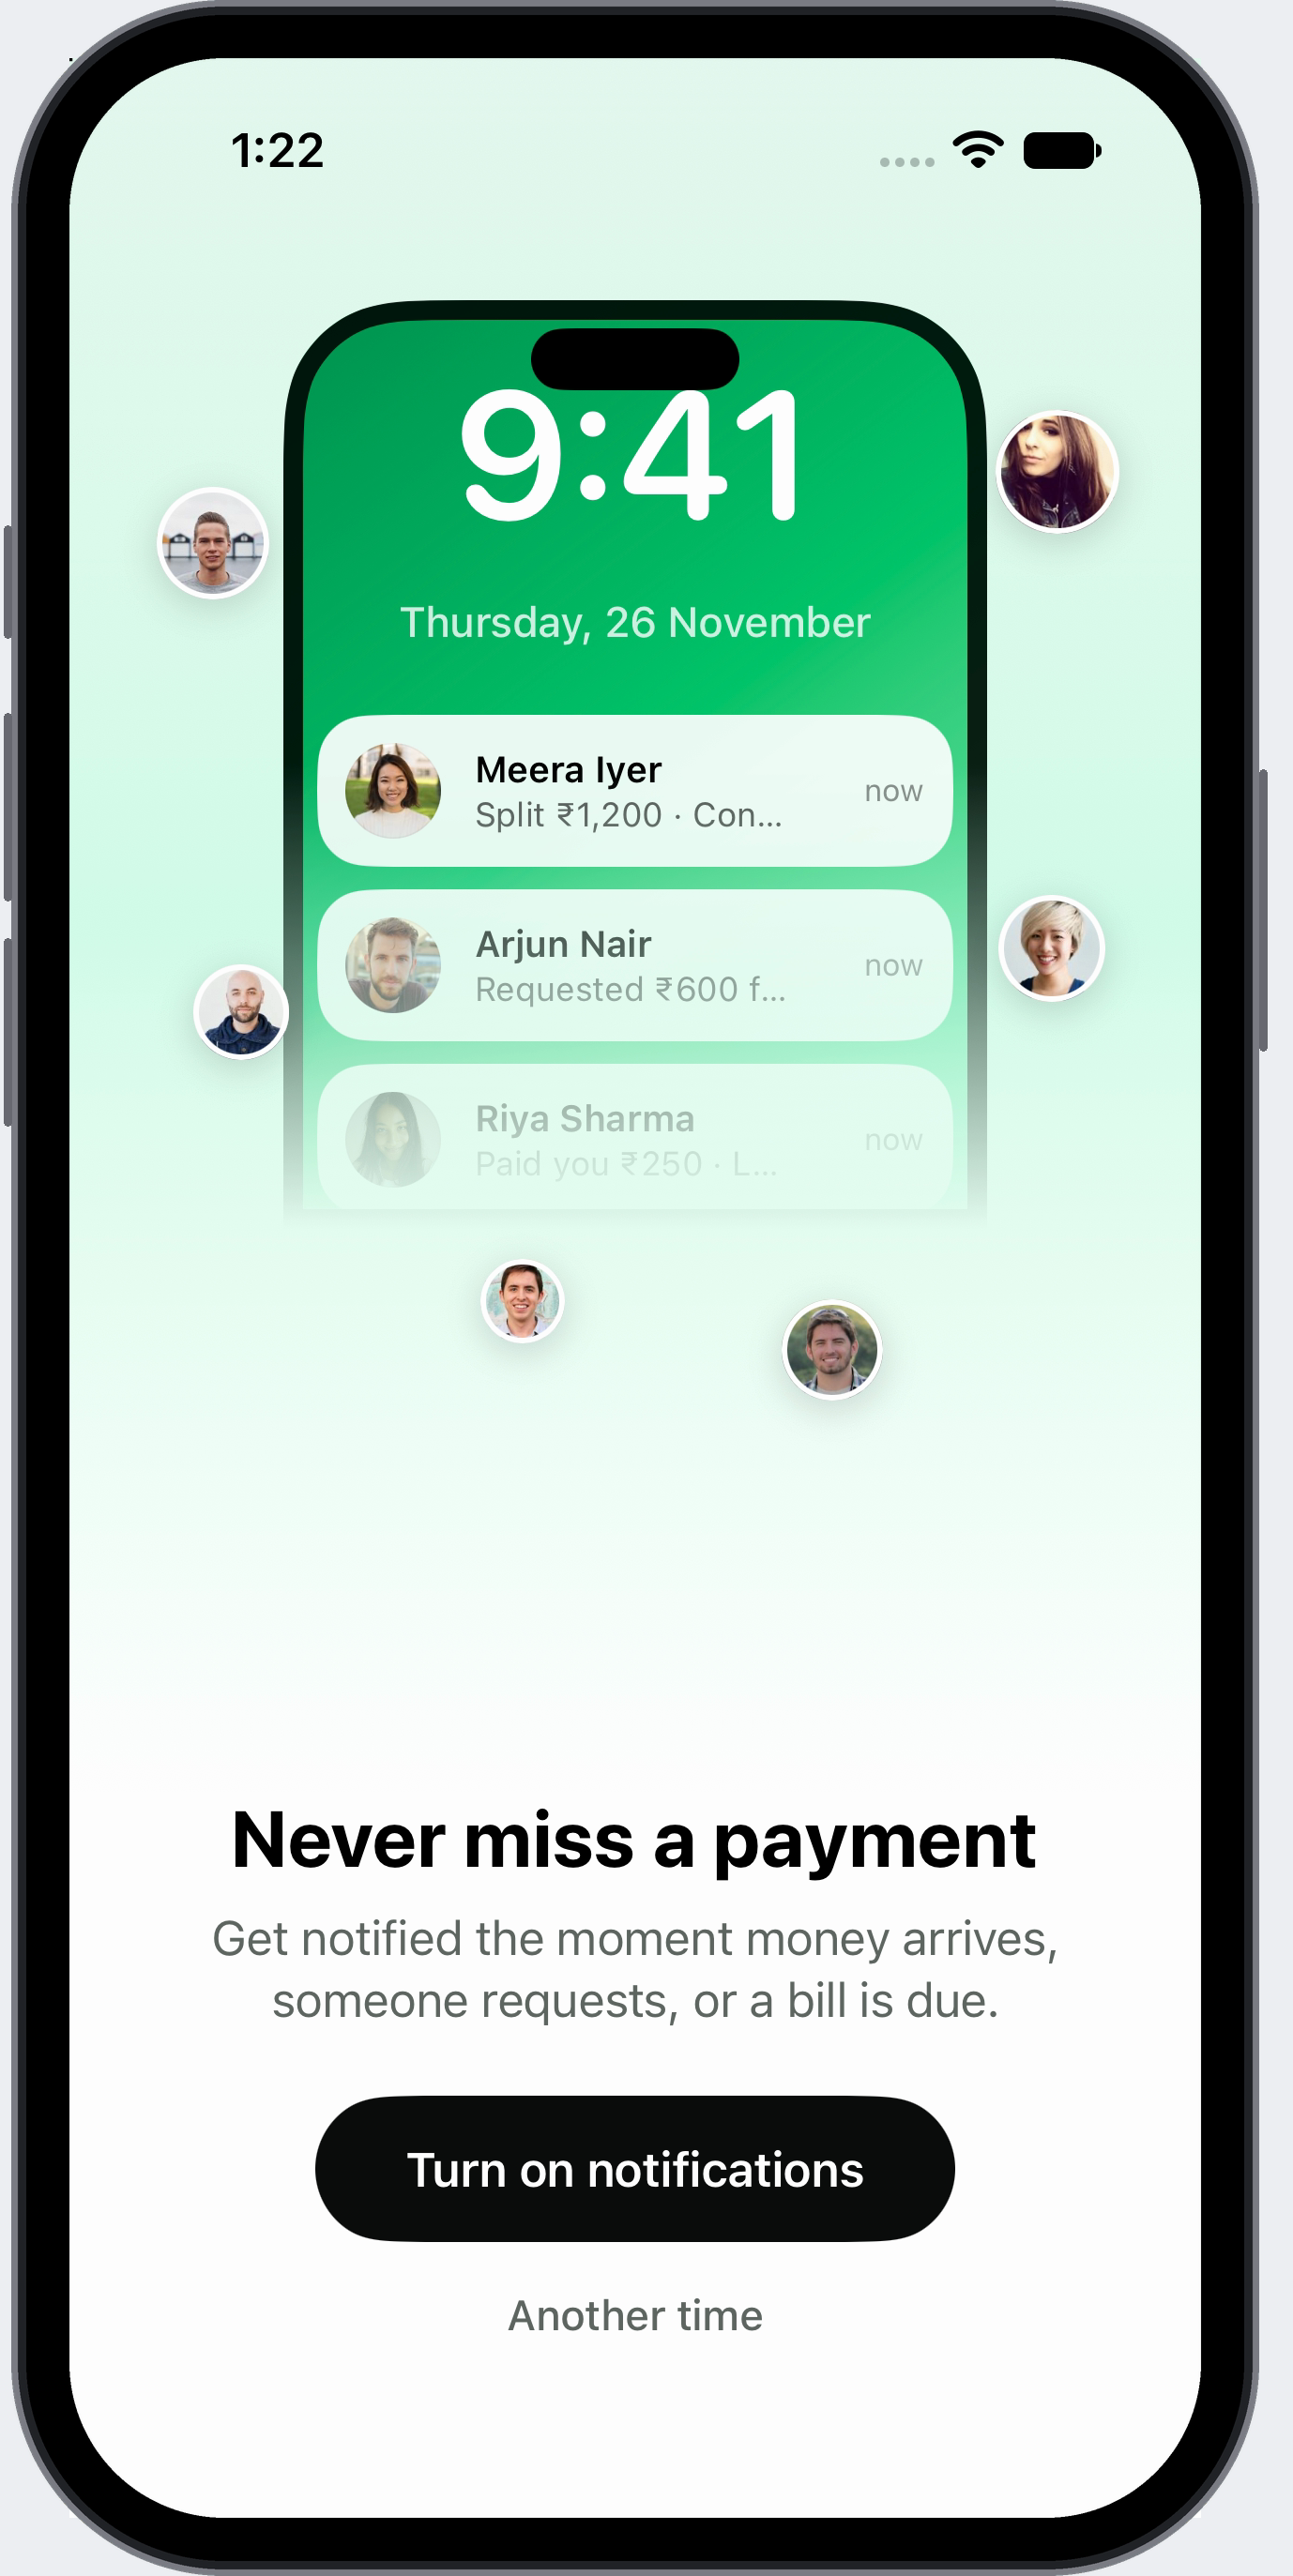 1:22
9:41
Thursday, 26 November
Meera Iyer
Split ₹1,200 · Con...
now
Arjun Nair
Requested ₹600 f...
now
Riya Sharma
Paid you ₹250 · L...
now
Never miss a payment
Get notified the moment money arrives,
someone requests, or a bill is due.
Turn on notifications
Another time